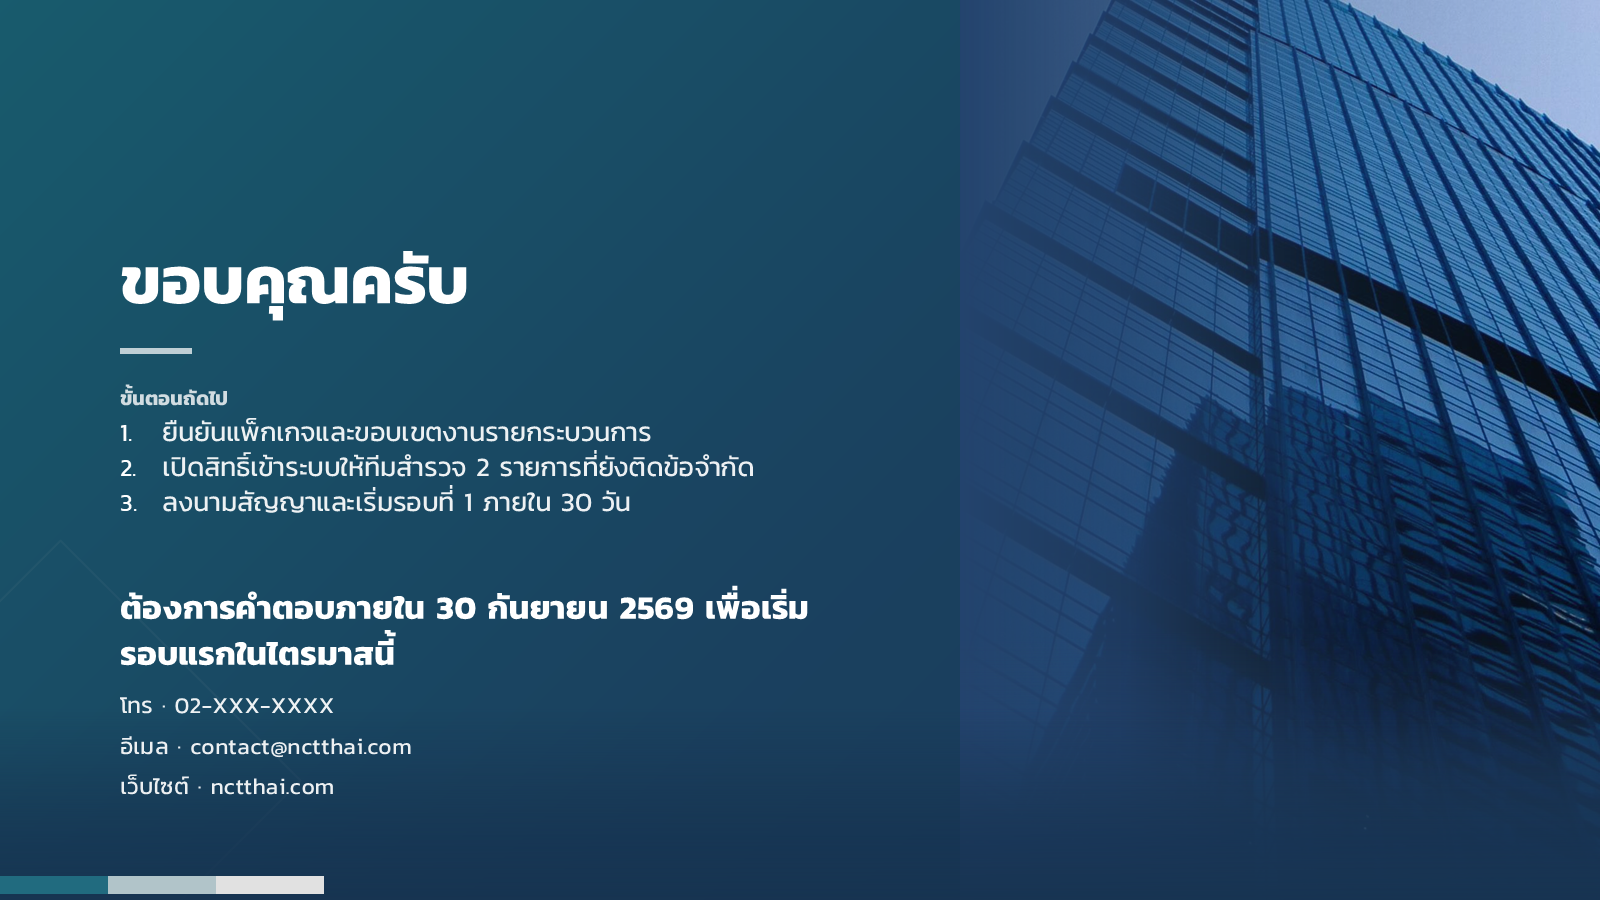 ขอบคุณครับ
ขั้นตอนถัดไป
1. ยืนยันแพ็กเกจและขอบเขตงานรายกระบวนการ
2. เปิดสิทธิ์เข้าระบบให้ทีมสำรวจ 2 รายการที่ยังติดข้อจำกัด
3. ลงนามสัญญาและเริ่มรอบที่ 1 ภายใน 30 วัน
ต้องการคำตอบภายใน 30 กันยายน 2569 เพื่อเริ่ม
รอบแรกในไตรมาสนี้
โทร · 02-XXX-XXXX
อีเมล · contact@nctthai.com
เว็บไซต์ · nctthai.com